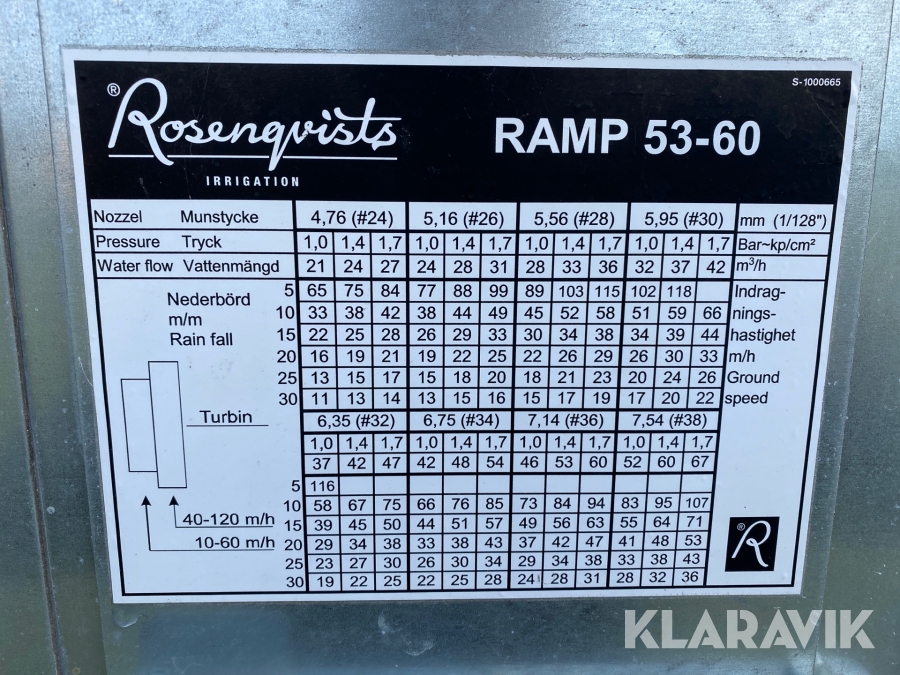 S-1000665
® Rosenqvists
IRRIGATION
RAMP 53-60
Nozzel Munstycke 4,76 (#24) 5,16 (#26) 5,56 (#28) 5,95 (#30) mm (1/128")
Pressure Tryck 1,0 1,4 1,7 1,0 1,4 1,7 1,0 1,4 1,7 1,0 1,4 1,7 Bar~kp/cm²
Water flow Vattenmängd 21 24 27 24 28 31 28 33 36 32 37 42 m³/h
Nederbörd 5 65 75 84 77 88 99 89 103 115 102 118 Indrag-
m/m 10 33 38 42 38 44 49 45 52 58 51 59 66 nings-
Rain fall 15 22 25 28 26 29 33 30 34 38 34 39 44 hastighet
20 16 19 21 19 22 25 22 26 29 26 30 33 m/h
25 13 15 17 15 18 20 18 21 23 20 24 26 Ground
30 11 13 14 13 15 16 15 17 19 17 20 22 speed
Turbin 6,35 (#32) 6,75 (#34) 7,14 (#36) 7,54 (#38)
1,0 1,4 1,7 1,0 1,4 1,7 1,0 1,4 1,7 1,0 1,4 1,7
37 42 47 42 48 54 46 53 60 52 60 67
5 116
10 58 67 75 66 76 85 73 84 94 83 95 107
40-120 m/h 15 39 45 50 44 51 57 49 56 63 55 64 71
10-60 m/h 20 29 34 38 33 38 43 37 42 47 41 48 53
25 23 27 30 26 30 34 29 34 38 33 38 43
30 19 22 25 22 25 28 24 28 31 28 32 36
® R
KLARAVIK